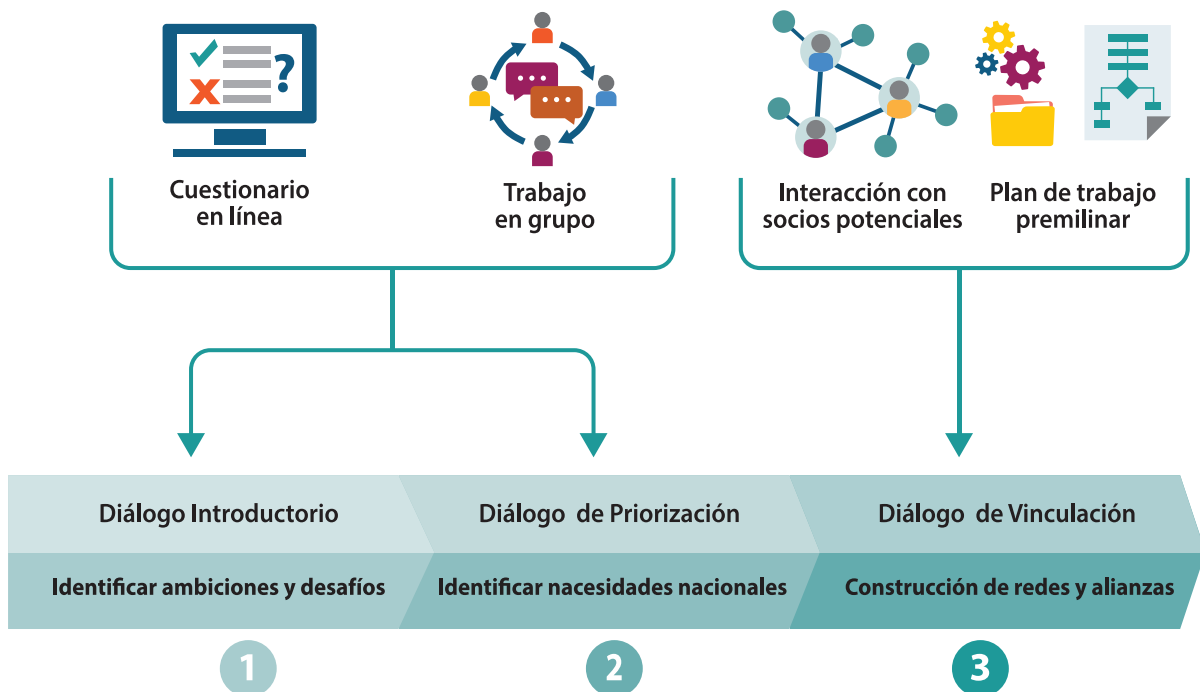 ?
Cuestionario
en línea
Trabajo
en grupo
Interacción con
socios potenciales
Plan de trabajo
premilinar
Diálogo Introductorio
Diálogo de Priorización
Diálogo de Vinculación
Identificar ambiciones y desafíos
Identificar nacesidades nacionales
Construcción de redes y alianzas
1
2
3